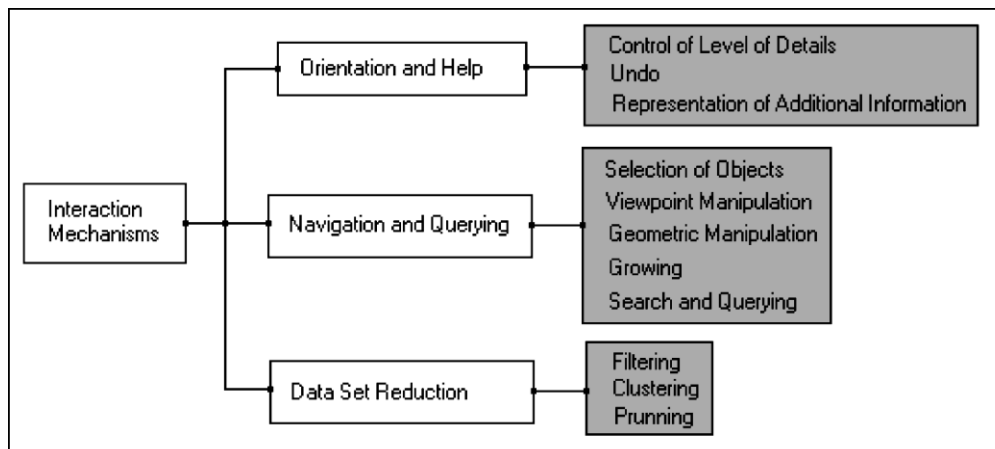 Interaction
Mechanisms
Orientation and Help
Control of Level of Details
Undo
Representation of Additional Information
Navigation and Querying
Selection of Objects
Viewpoint Manipulation
Geometric Manipulation
Growing
Search and Querying
Data Set Reduction
Filtering
Clustering
Prunning